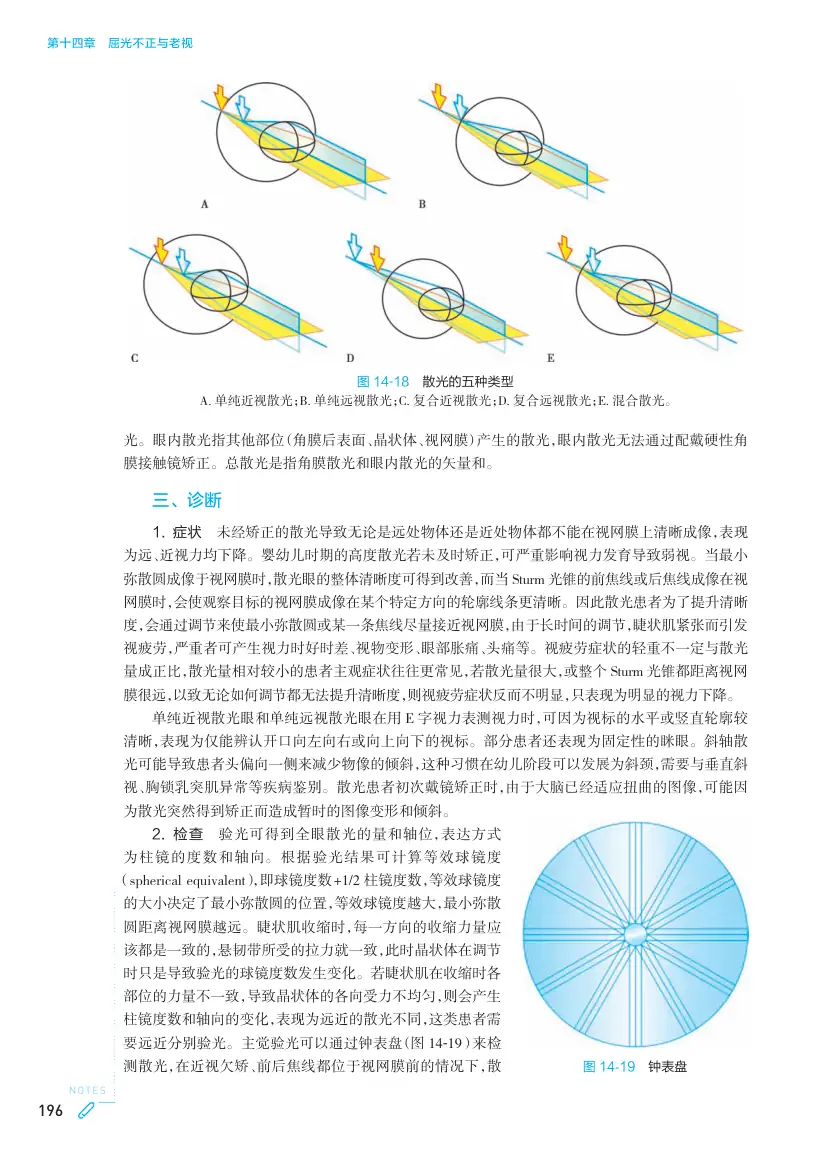 第十四章 屈光不正与老视
A
B
C
D
E
图 14-18 散光的五种类型
A. 单纯近视散光;B. 单纯远视散光;C. 复合近视散光;D. 复合远视散光;E. 混合散光。
光。眼内散光指其他部位(角膜后表面、晶状体、视网膜)产生的散光,眼内散光无法通过配戴硬性角
膜接触镜矫正。总散光是指角膜散光和眼内散光的矢量和。
三、诊断
1. 症状 未经矫正的散光导致无论是远处物体还是近处物体都不能在视网膜上清晰成像,表现
为远、近视力均下降。婴幼儿时期的高度散光若未及时矫正,可严重影响视力发育导致弱视。当最小
弥散圆成像于视网膜时,散光眼的整体清晰度可得到改善,而当 Sturm 光锥的前焦线或后焦线成像在视
网膜时,会使观察目标的视网膜成像在某个特定方向的轮廓线条更清晰。因此散光患者为了提升清晰
度,会通过调节来使最小弥散圆或某一条焦线尽量接近视网膜,由于长时间的调节,睫状肌紧张而引发
视疲劳,严重者可产生视力时好时差、视物变形、眼部胀痛、头痛等。视疲劳症状的轻重不一定与散光
量成正比,散光量相对较小的患者主观症状往往更常见,若散光量很大,或整个 Sturm 光锥都距离视网
膜很远,以致无论如何调节都无法提升清晰度,则视疲劳症状反而不明显,只表现为明显的视力下降。
单纯近视散光眼和单纯远视散光眼在用 E 字视力表测视力时,可因为视标的水平或竖直轮廓较
清晰,表现为仅能辨认开口向左向右或向上向下的视标。部分患者还表现为固定性的眯眼。斜轴散
光可能导致患者头偏向一侧来减少物像的倾斜,这种习惯在幼儿阶段可以发展为斜颈,需要与垂直斜
视、胸锁乳突肌异常等疾病鉴别。散光患者初次戴镜矫正时,由于大脑已经适应扭曲的图像,可能因
为散光突然得到矫正而造成暂时的图像变形和倾斜。
2. 检查 验光可得到全眼散光的量和轴位,表达方式
为柱镜的度数和轴向。根据验光结果可计算等效球镜度
(spherical equivalent),即球镜度数+1/2 柱镜度数,等效球镜度
的大小决定了最小弥散圆的位置,等效球镜度越大,最小弥散
圆距离视网膜越远。睫状肌收缩时,每一方向的收缩力量应
该都是一致的,悬韧带所受的拉力就一致,此时晶状体在调节
时只是导致验光的球镜度数发生变化。若睫状肌在收缩时各
部位的力量不一致,导致晶状体的各向受力不均匀,则会产生
柱镜度数和轴向的变化,表现为远近的散光不同,这类患者需
要远近分别验光。主觉验光可以通过钟表盘(图 14-19)来检
测散光,在近视欠矫、前后焦线都位于视网膜前的情况下,散
图 14-19 钟表盘
NOTES
196